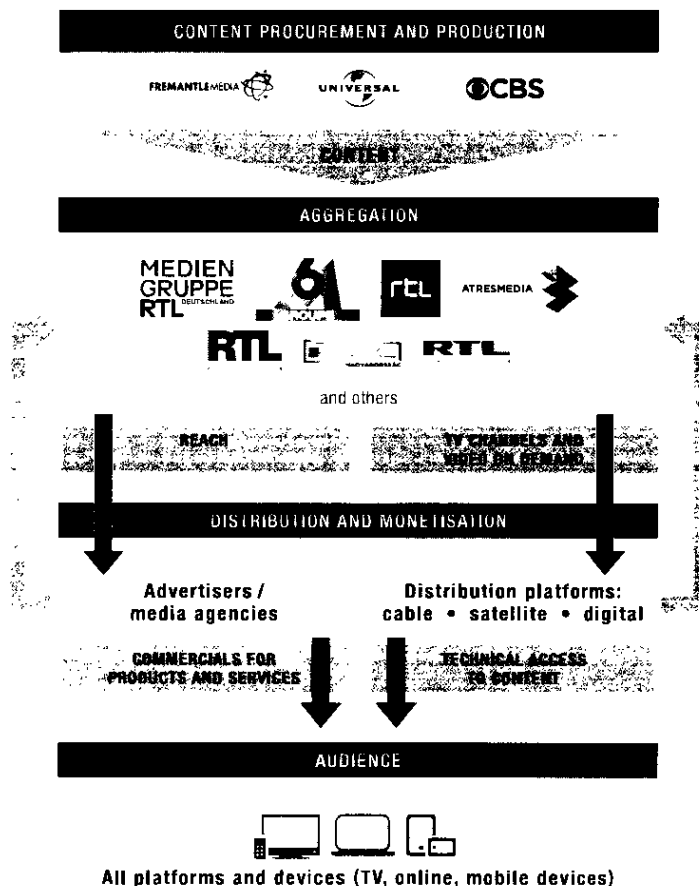 CONTENT PROCUREMENT AND PRODUCTION
FREMANTLEMEDIA
UNIVERSAL
CBS
CONTENT
AGGREGATION
MEDIEN
GRUPPE
RTL DEUTSCHLAND
6
rtl
ATRESMEDIA
RTL
RTL
and others
REACH
TV CHANNELS AND
VIDEO ON DEMAND
DISTRIBUTION AND MONETISATION
Advertisers /
media agencies
Distribution platforms:
cable • satellite • digital
COMMERCIALS FOR
PRODUCTS AND SERVICES
TECHNICAL ACCESS
TO CONTENT
AUDIENCE
All platforms and devices (TV, online, mobile devices)